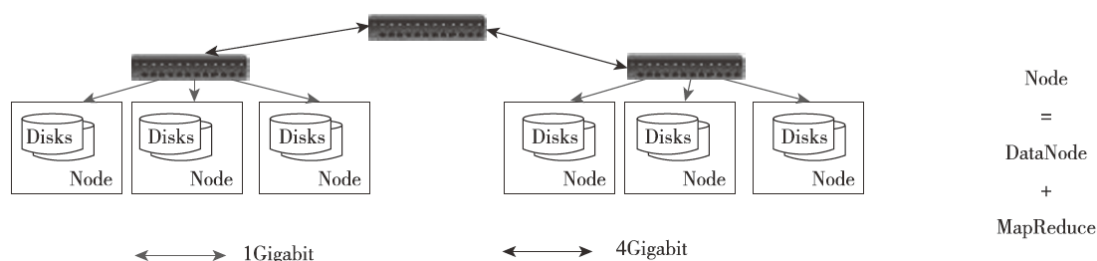 Disks
Node
Disks
Node
Disks
Node
Disks
Node
Disks
Node
Disks
Node
Node
=
DataNode
+
MapReduce
1Gigabit
4Gigabit